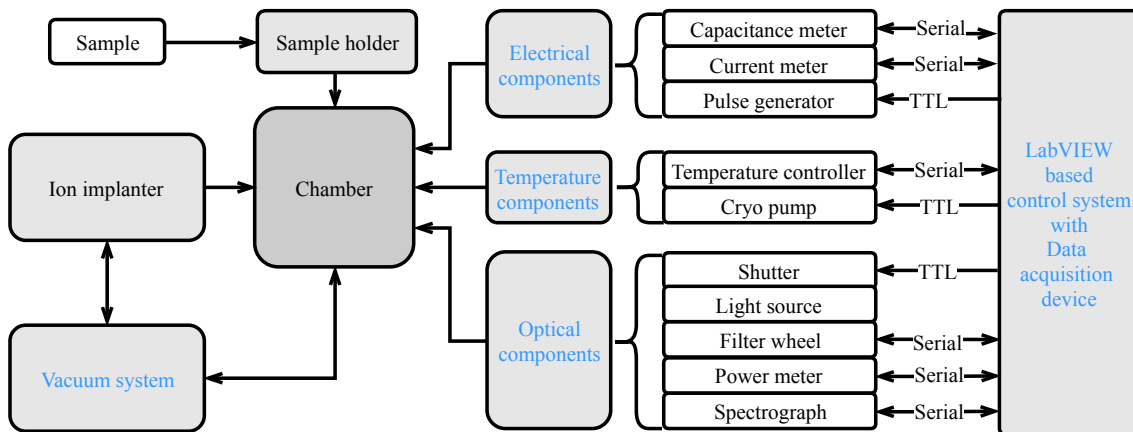 Sample
Sample holder
Ion implanter
Chamber
Vacuum system
Electrical
components
Temperature
components
Optical
components
Capacitance meter
Serial
Current meter
Serial
Pulse generator
TTL
Temperature controller
Serial
Cryo pump
TTL
Shutter
TTL
Light source
Filter wheel
Serial
Power meter
Serial
Spectrograph
Serial
LabVIEW
based
control system
with
Data
acquisition
device